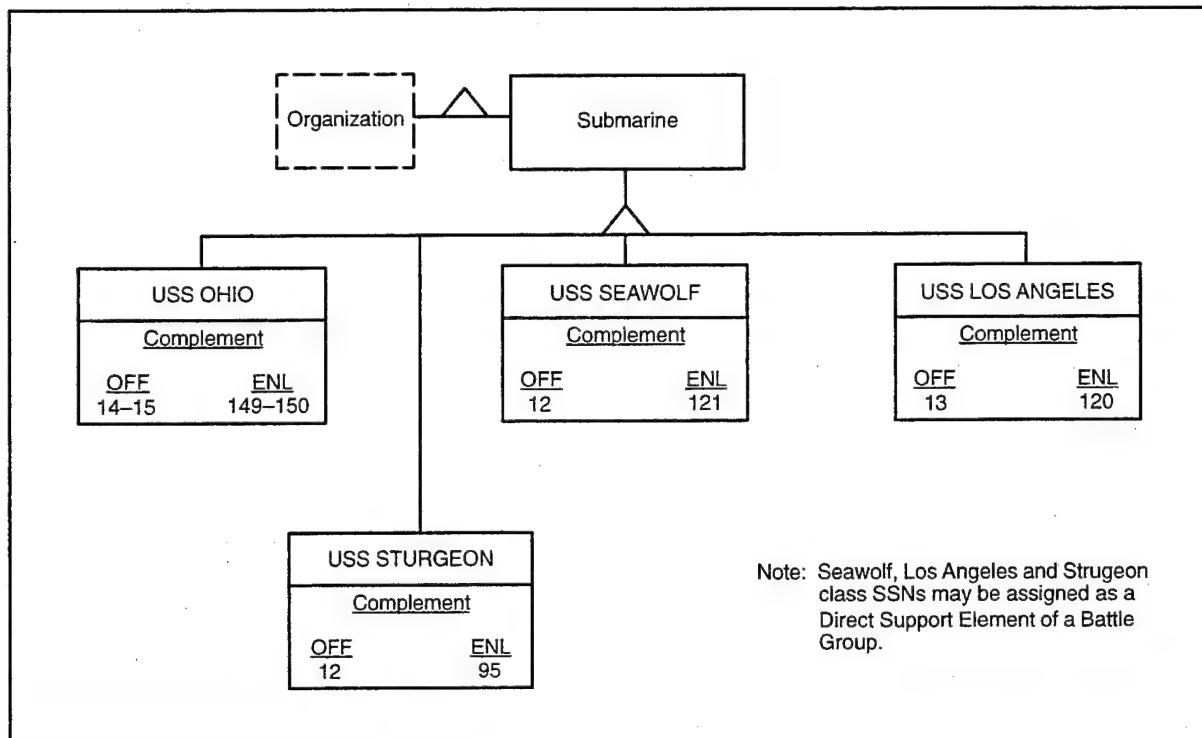 Organization
Submarine
USS OHIO
Complement
OFF ENL
14–15 149–150
USS SEAWOLF
Complement
OFF ENL
12 121
USS LOS ANGELES
Complement
OFF ENL
13 120
USS STURGEON
Complement
OFF ENL
12 95
Note: Seawolf, Los Angeles and Strugeon
class SSNs may be assigned as a
Direct Support Element of a Battle
Group.